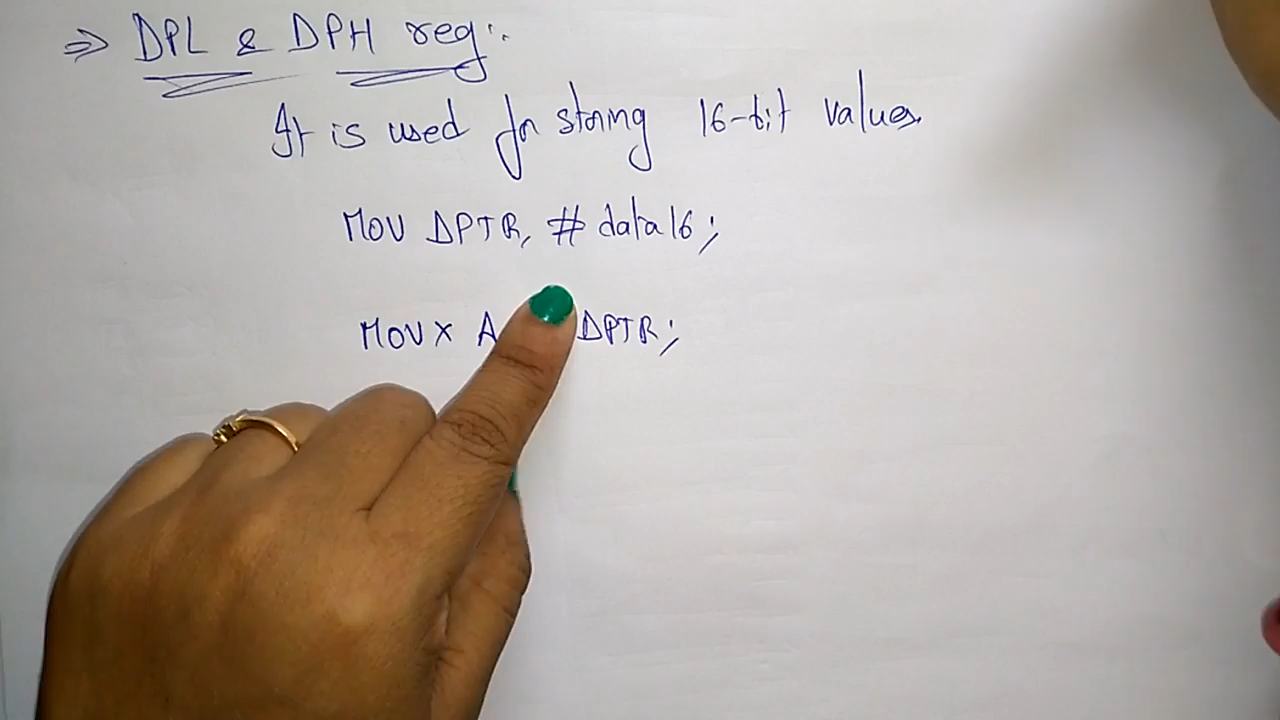 ⇒ DPL & DPH reg:.
It is used for storing 16-bit values.
MOV DPTR, # data16;
MOVX A DPTR;